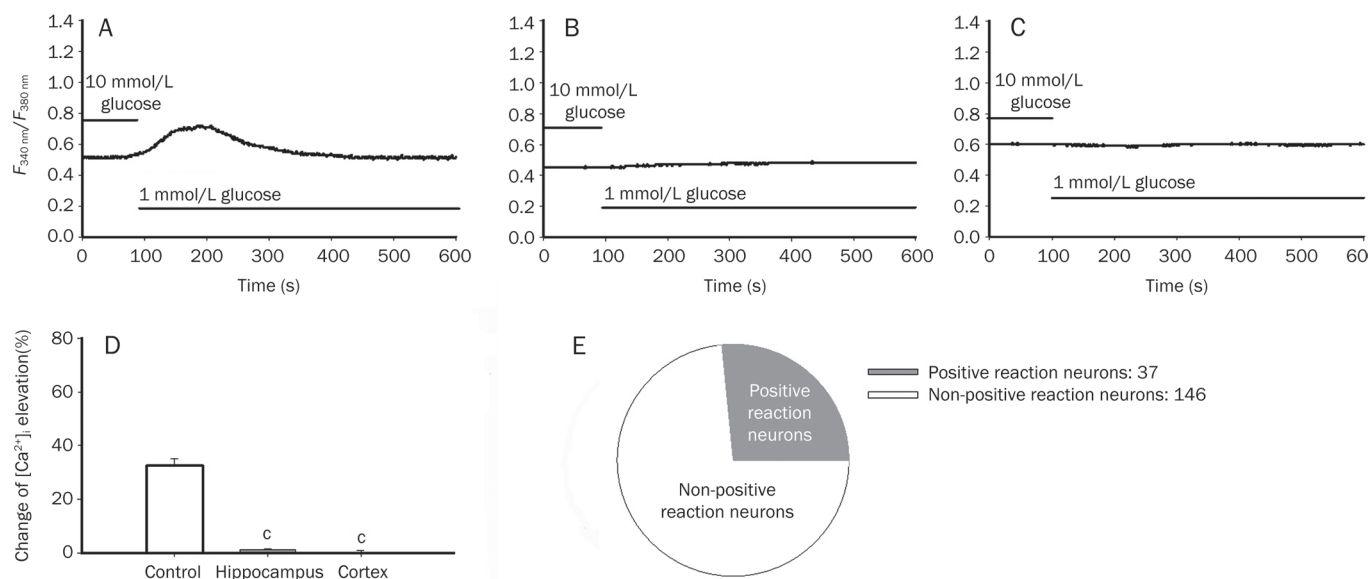 A
1.4
1.2
1.0
0.8
0.6
0.4
0.2
0.0
F340 nm/F380 nm
10 mmol/L
glucose
1 mmol/L glucose
0 100 200 300 400 500 600
Time (s)
B
1.4
1.2
1.0
0.8
0.6
0.4
0.2
0.0
10 mmol/L
glucose
1 mmol/L glucose
0 100 200 300 400 500 600
Time (s)
C
1.4
1.2
1.0
0.8
0.6
0.4
0.2
0.0
10 mmol/L
glucose
1 mmol/L glucose
0 100 200 300 400 500 60
Time (s)
D
80
60
40
20
0
Change of [Ca²⁺]ᵢ elevation(%)
c
c
Control Hippocampus Cortex
E
Positive
reaction
neurons
Non-positive
reaction neurons
Positive reaction neurons: 37
Non-positive reaction neurons: 146